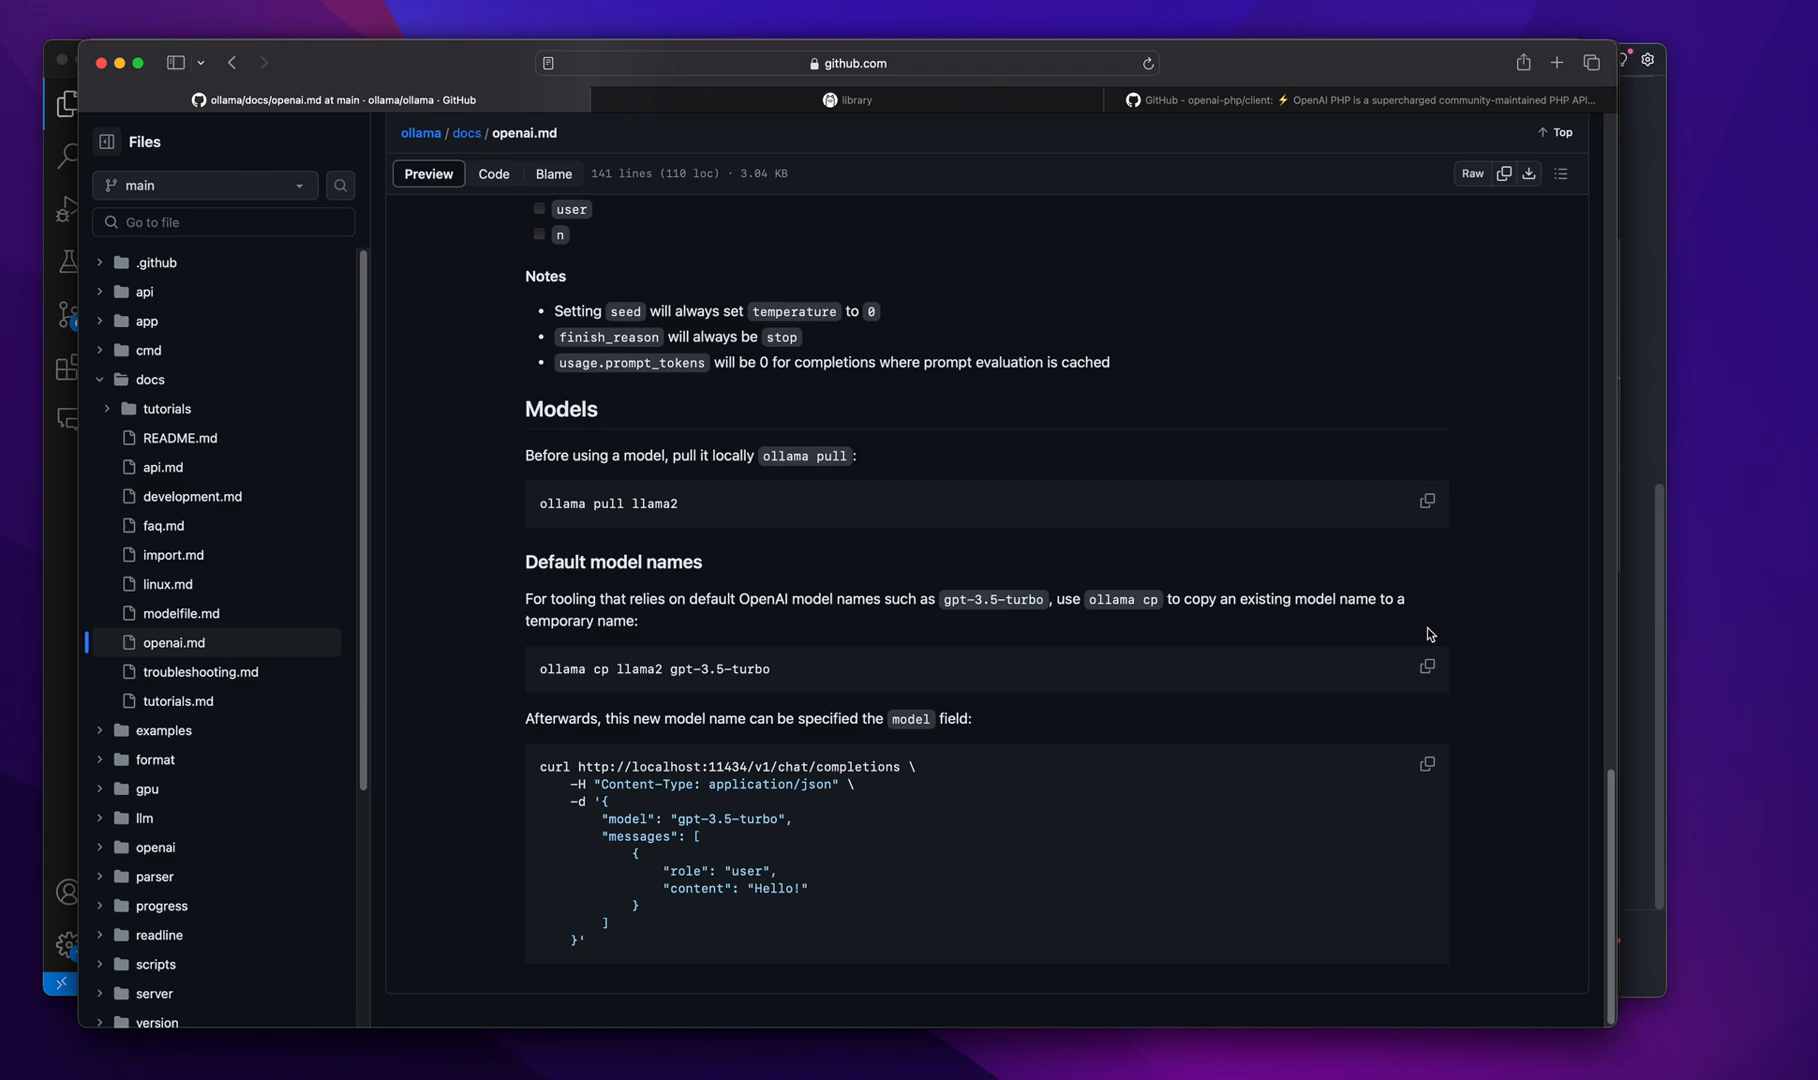 github.com
ollama/docs/openai.md at main · ollama/ollama · GitHub
library
GitHub - openai-php/client: ⚡ OpenAI PHP is a supercharged community-maintained PHP API...
Files
main
Go to file
.github
api
app
cmd
docs
tutorials
README.md
api.md
development.md
faq.md
import.md
linux.md
modelfile.md
openai.md
troubleshooting.md
tutorials.md
examples
format
gpu
llm
openai
parser
progress
readline
scripts
server
version
ollama / docs / openai.md
Top
Preview
Code
Blame
141 lines (110 loc) · 3.04 KB
Raw
user
n
Notes
• Setting seed will always set temperature to 0
• finish_reason will always be stop
• usage.prompt_tokens will be 0 for completions where prompt evaluation is cached
Models
Before using a model, pull it locally ollama pull :
ollama pull llama2
Default model names
For tooling that relies on default OpenAI model names such as gpt-3.5-turbo , use ollama cp to copy an existing model name to a
temporary name:
ollama cp llama2 gpt-3.5-turbo
Afterwards, this new model name can be specified the model field:
curl http://localhost:11434/v1/chat/completions \
-H "Content-Type: application/json" \
-d '{
"model": "gpt-3.5-turbo",
"messages": [
{
"role": "user",
"content": "Hello!"
}
]
}'